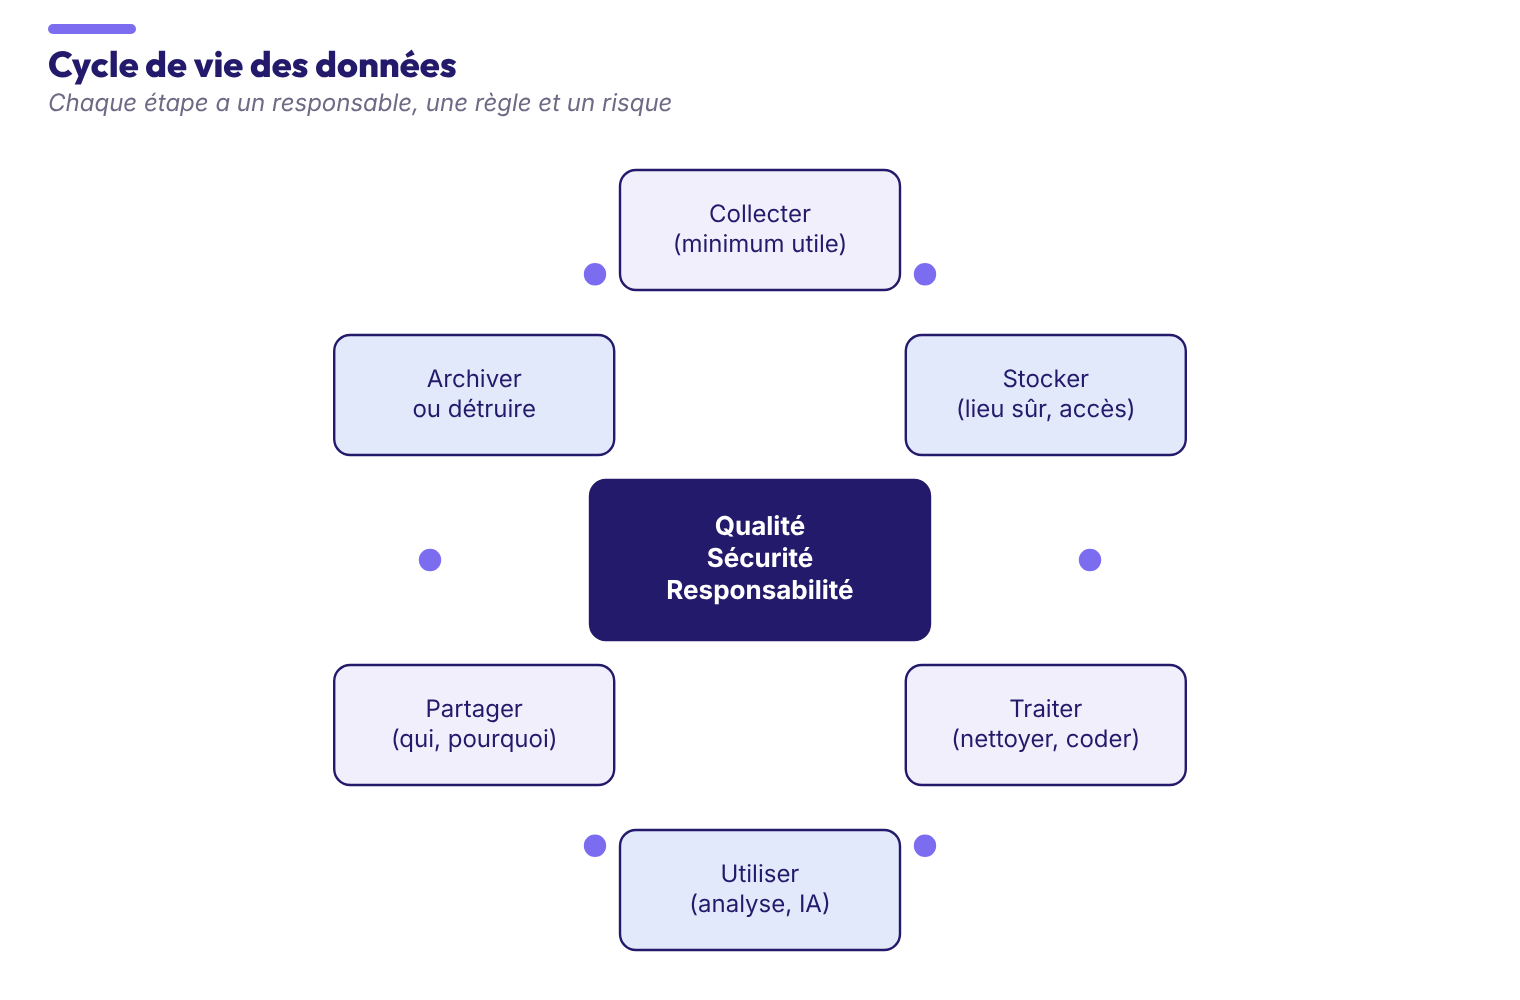 Cycle de vie des données
Chaque étape a un responsable, une règle et un risque
Collecter
(minimum utile)
Archiver
ou détruire
Stocker
(lieu sûr, accès)
Qualité
Sécurité
Responsabilité
Partager
(qui, pourquoi)
Traiter
(nettoyer, coder)
Utiliser
(analyse, IA)